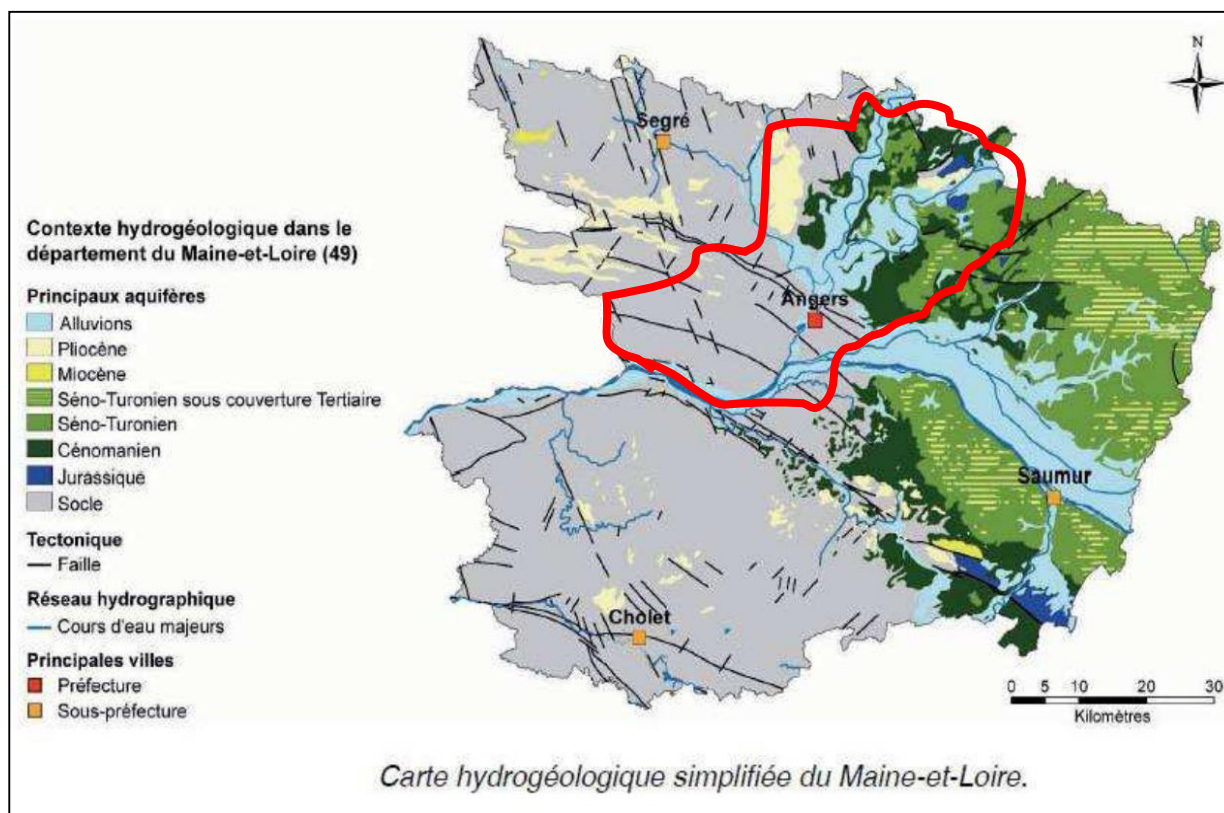 N
Segré
Angers
Saumur
Cholet
Contexte hydrogéologique dans le
département du Maine-et-Loire (49)
Principaux aquifères
Alluvions
Pliocène
Miocène
Séno-Turonien sous couverture Tertiaire
Séno-Turonien
Cénomanien
Jurassique
Socle
Tectonique
Faille
Réseau hydrographique
Cours d'eau majeurs
Principales villes
Préfecture
Sous-préfecture
0 5 10 20 30
Kilomètres
Carte hydrogéologique simplifiée du Maine-et-Loire.